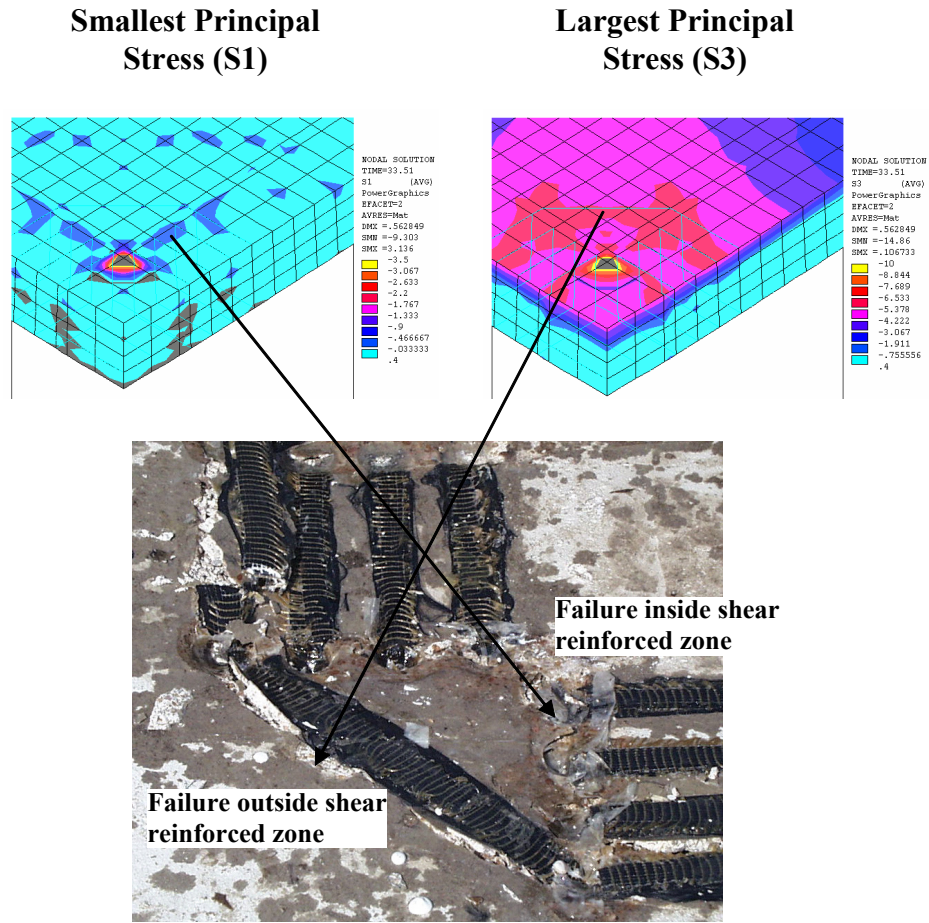 Smallest Principal
Stress (S1)
Largest Principal
Stress (S3)
NODAL SOLUTION
TIME=33.51
S1 (AVG)
PowerGraphics
EFACET=2
AVRES=Mat
DMX =.562849
SMN =-9.303
SMX =3.136
-3.5
-3.067
-2.633
-2.2
-1.767
-1.333
-.9
-.466667
-.033333
.4
NODAL SOLUTION
TIME=33.51
S3 (AVG)
PowerGraphics
EFACET=2
AVRES=Mat
DMX =.562849
SMN =-14.86
SMX =.106733
-10
-8.844
-7.689
-6.533
-5.378
-4.222
-3.067
-1.911
-.755556
.4
Failure inside shear
reinforced zone
Failure outside shear
reinforced zone